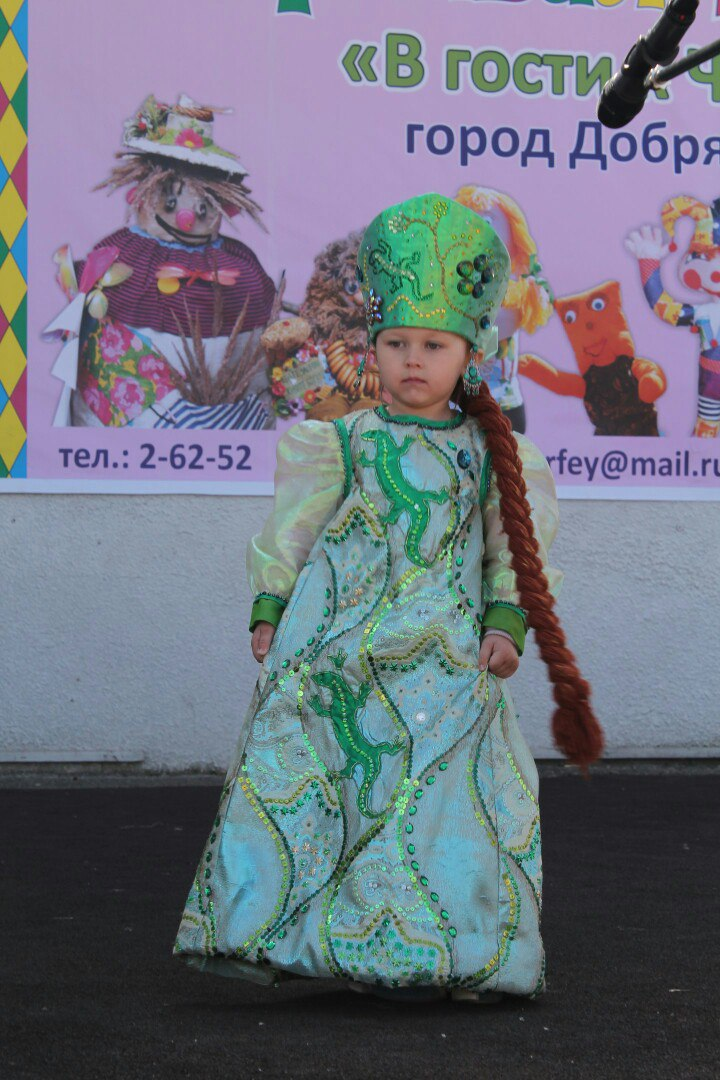 «В гости к Ч
город Добря
тел.: 2-62-52
rfey@mail.ru